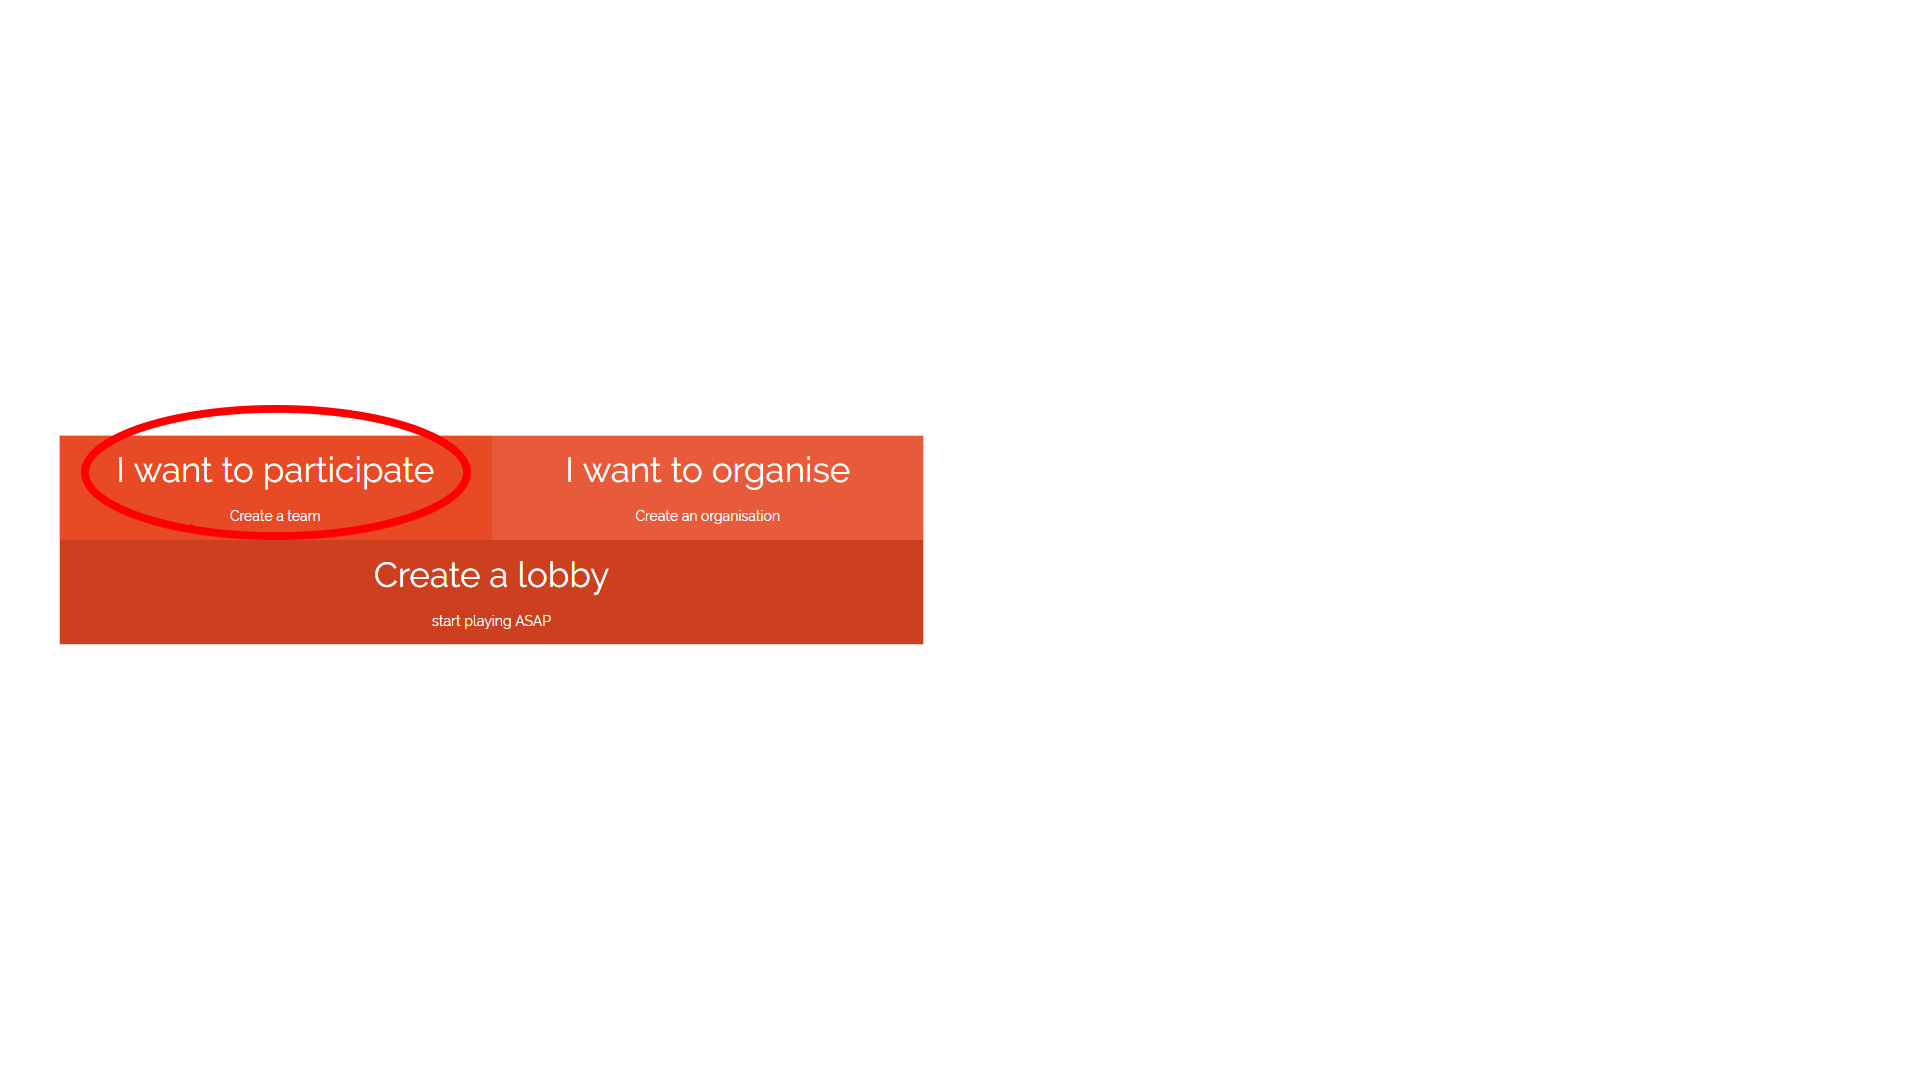 I want to participate
Create a team
I want to organise
Create an organisation
Create a lobby
start playing ASAP